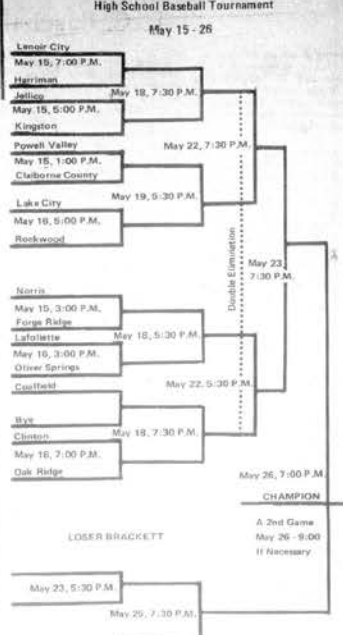 High School Baseball Tournament
May 15 - 26
Lenoir City
May 15, 7:00 P.M.
Harriman
Jellico
May 18, 7:30 P.M.
May 15, 5:00 P.M.
Kingston
Powell Valley
May 22, 7:30 P.M.
May 15, 1:00 P.M.
Claiborne County
May 19, 5:30 P.M.
Lake City
May 16, 5:00 P.M.
Rockwood
Double Elimination
May 23,
7:30 P.M.
Norris
May 15, 3:00 P.M.
Forge Ridge
Lafollette
May 18, 5:30 P.M.
May 16, 3:00 P.M.
Oliver Springs
Coalfield
May 22, 5:30 P.M.
Bye
Clinton
May 19, 7:30 P.M.
May 16, 7:00 P.M.
Oak Ridge
May 26, 7:00 P.M.
CHAMPION
A 2nd Game
May 26 - 9:00
If Necessary
LOSER BRACKETT
May 23, 5:30 P.M.
May 25, 7:30 P.M.